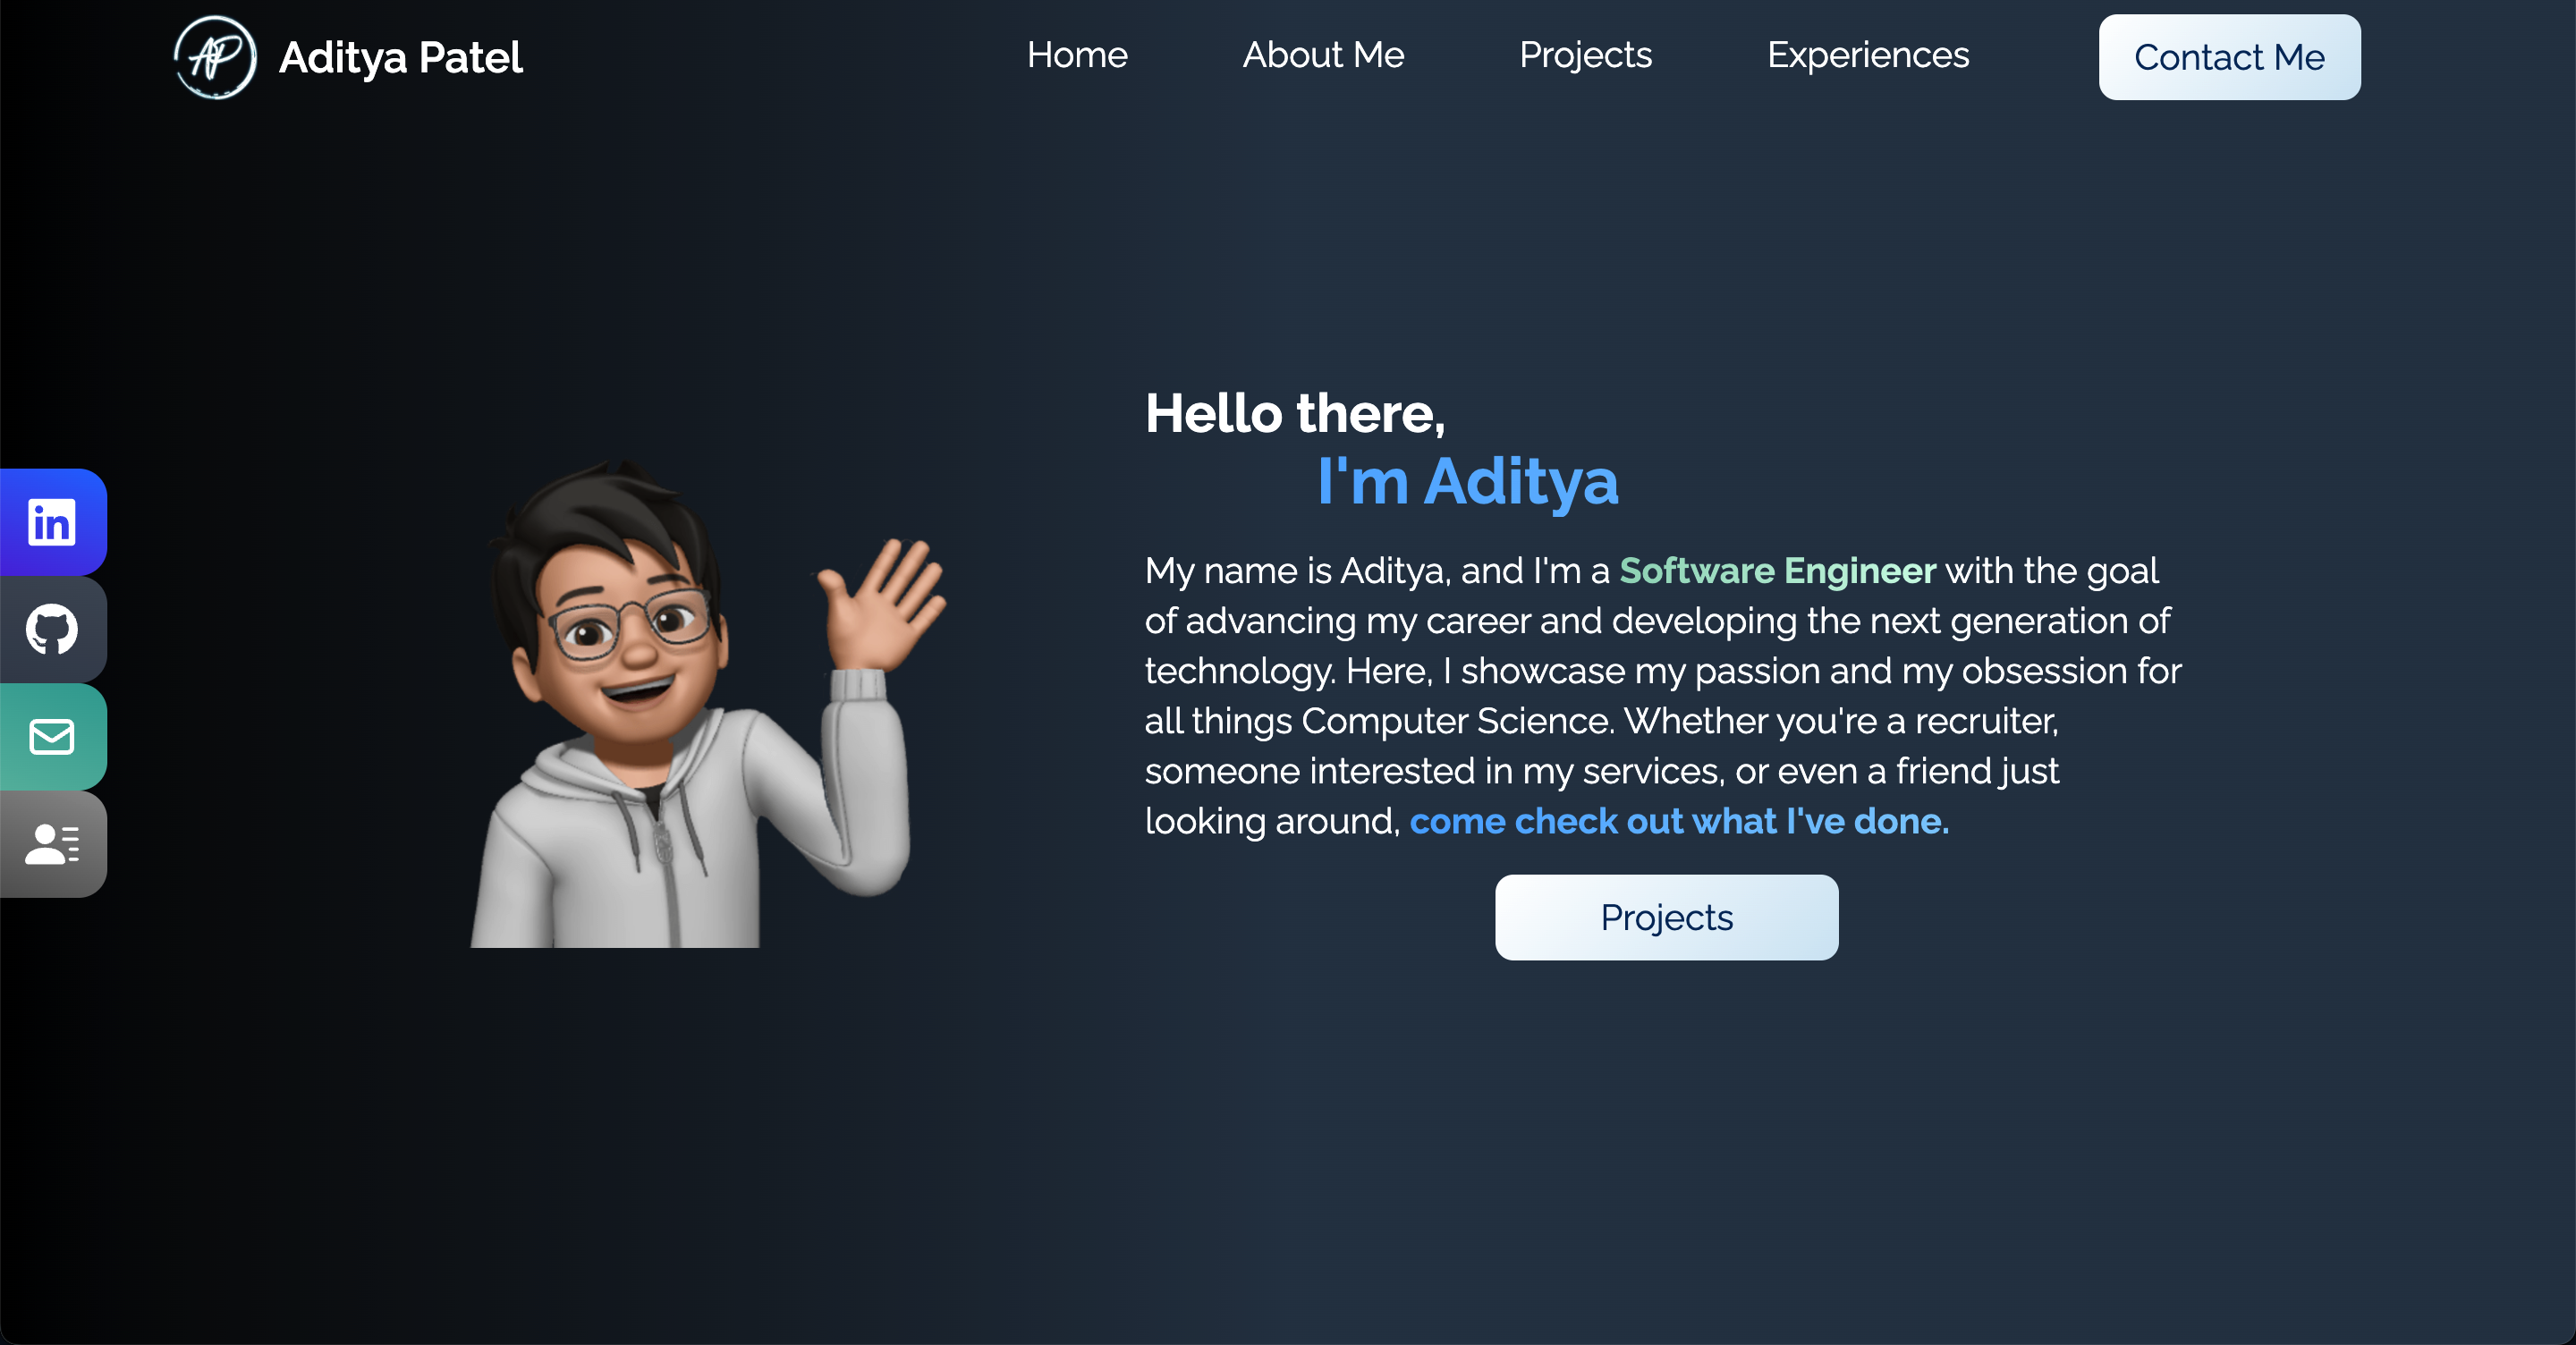 AP
Aditya Patel
Home
About Me
Projects
Experiences
Contact Me
Hello there,
I'm Aditya
in
My name is Aditya, and I'm a Software Engineer with the goal
of advancing my career and developing the next generation of
technology. Here, I showcase my passion and my obsession for
all things Computer Science. Whether you're a recruiter,
someone interested in my services, or even a friend just
looking around, come check out what I've done.
Projects